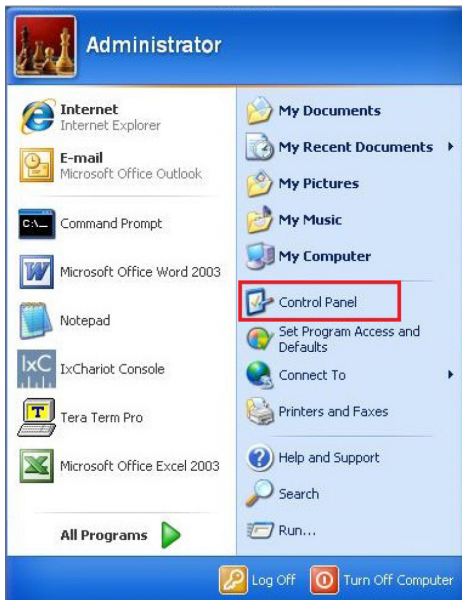 Administrator
Internet
Internet Explorer
E-mail
Microsoft Office Outlook
C:\_
Command Prompt
W
Microsoft Office Word 2003
Notepad
IxC
IxChariot Console
T
Tera Term Pro
Microsoft Office Excel 2003
All Programs
My Documents
My Recent Documents
My Pictures
My Music
My Computer
Control Panel
Set Program Access and
Defaults
Connect To
Printers and Faxes
Help and Support
Search
Run...
Log Off
Turn Off Computer